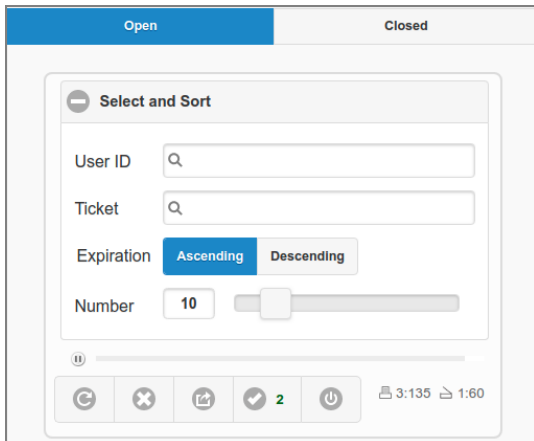 Open Closed
Select and Sort
User ID
Ticket
Expiration Ascending Descending
Number 10
2 3:135 1:60